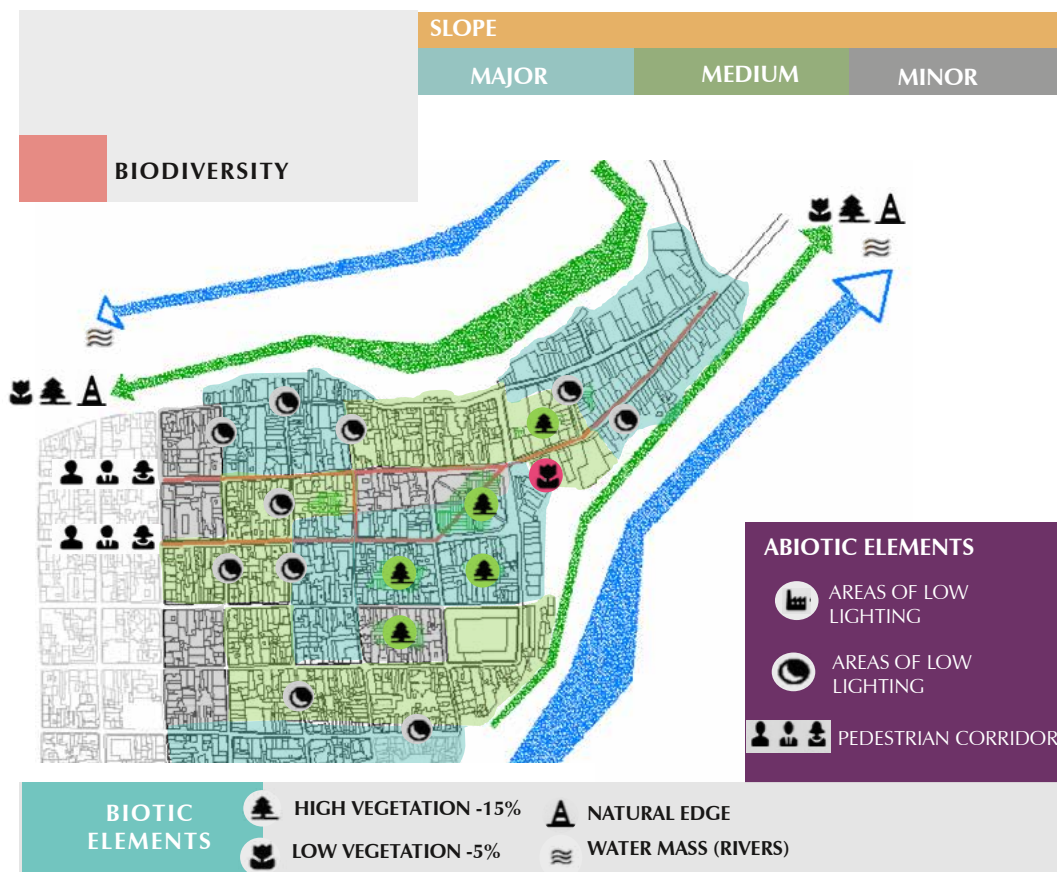 SLOPE
MAJOR
MEDIUM
MINOR
BIODIVERSITY
ABIOTIC ELEMENTS
AREAS OF LOW
LIGHTING
AREAS OF LOW
LIGHTING
PEDESTRIAN CORRIDOR
BIOTIC
ELEMENTS
HIGH VEGETATION -15%
LOW VEGETATION -5%
NATURAL EDGE
WATER MASS (RIVERS)